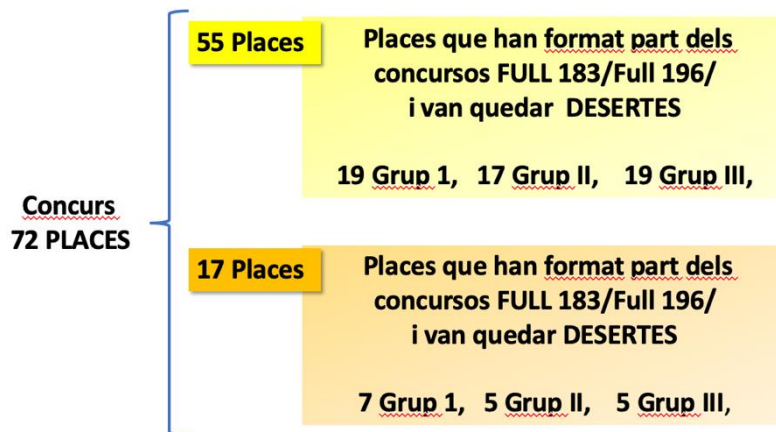 Concurs
72 PLACES
55 Places
Places que han format part dels
concursos FULL 183/Full 196/
i van quedar DESERTES
19 Grup 1, 17 Grup II, 19 Grup III,
17 Places
Places que han format part dels
concursos FULL 183/Full 196/
i van quedar DESERTES
7 Grup 1, 5 Grup II, 5 Grup III,